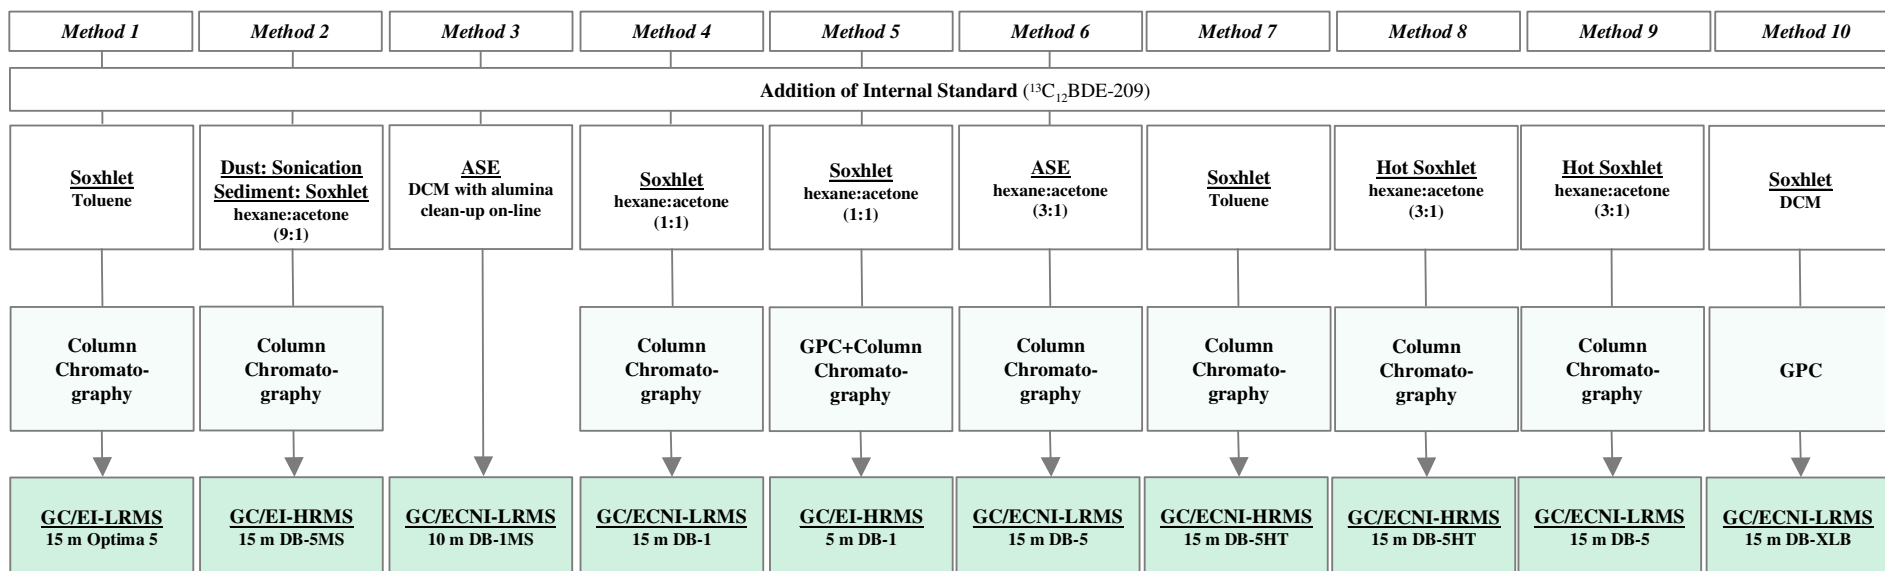 Method 1
Method 2
Method 3
Method 4
Method 5
Method 6
Method 7
Method 8
Method 9
Method 10
Addition of Internal Standard (¹³C₁₂BDE-209)
Soxhlet
Toluene
Dust: Sonication
Sediment: Soxhlet
hexane:acetone
(9:1)
ASE
DCM with alumina
clean-up on-line
Soxhlet
hexane:acetone
(1:1)
Soxhlet
hexane:acetone
(1:1)
ASE
hexane:acetone
(3:1)
Soxhlet
Toluene
Hot Soxhlet
hexane:acetone
(3:1)
Hot Soxhlet
hexane:acetone
(3:1)
Soxhlet
DCM
Column
Chromato-
graphy
Column
Chromato-
graphy
Column
Chromato-
graphy
GPC+Column
Chromato-
graphy
Column
Chromato-
graphy
Column
Chromato-
graphy
Column
Chromato-
graphy
Column
Chromato-
graphy
GPC
GC/EI-LRMS
15 m Optima 5
GC/EI-HRMS
15 m DB-5MS
GC/ECNI-LRMS
10 m DB-1MS
GC/ECNI-LRMS
15 m DB-1
GC/EI-HRMS
5 m DB-1
GC/ECNI-LRMS
15 m DB-5
GC/ECNI-HRMS
15 m DB-5HT
GC/ECNI-HRMS
15 m DB-5HT
GC/ECNI-LRMS
15 m DB-5
GC/ECNI-LRMS
15 m DB-XLB